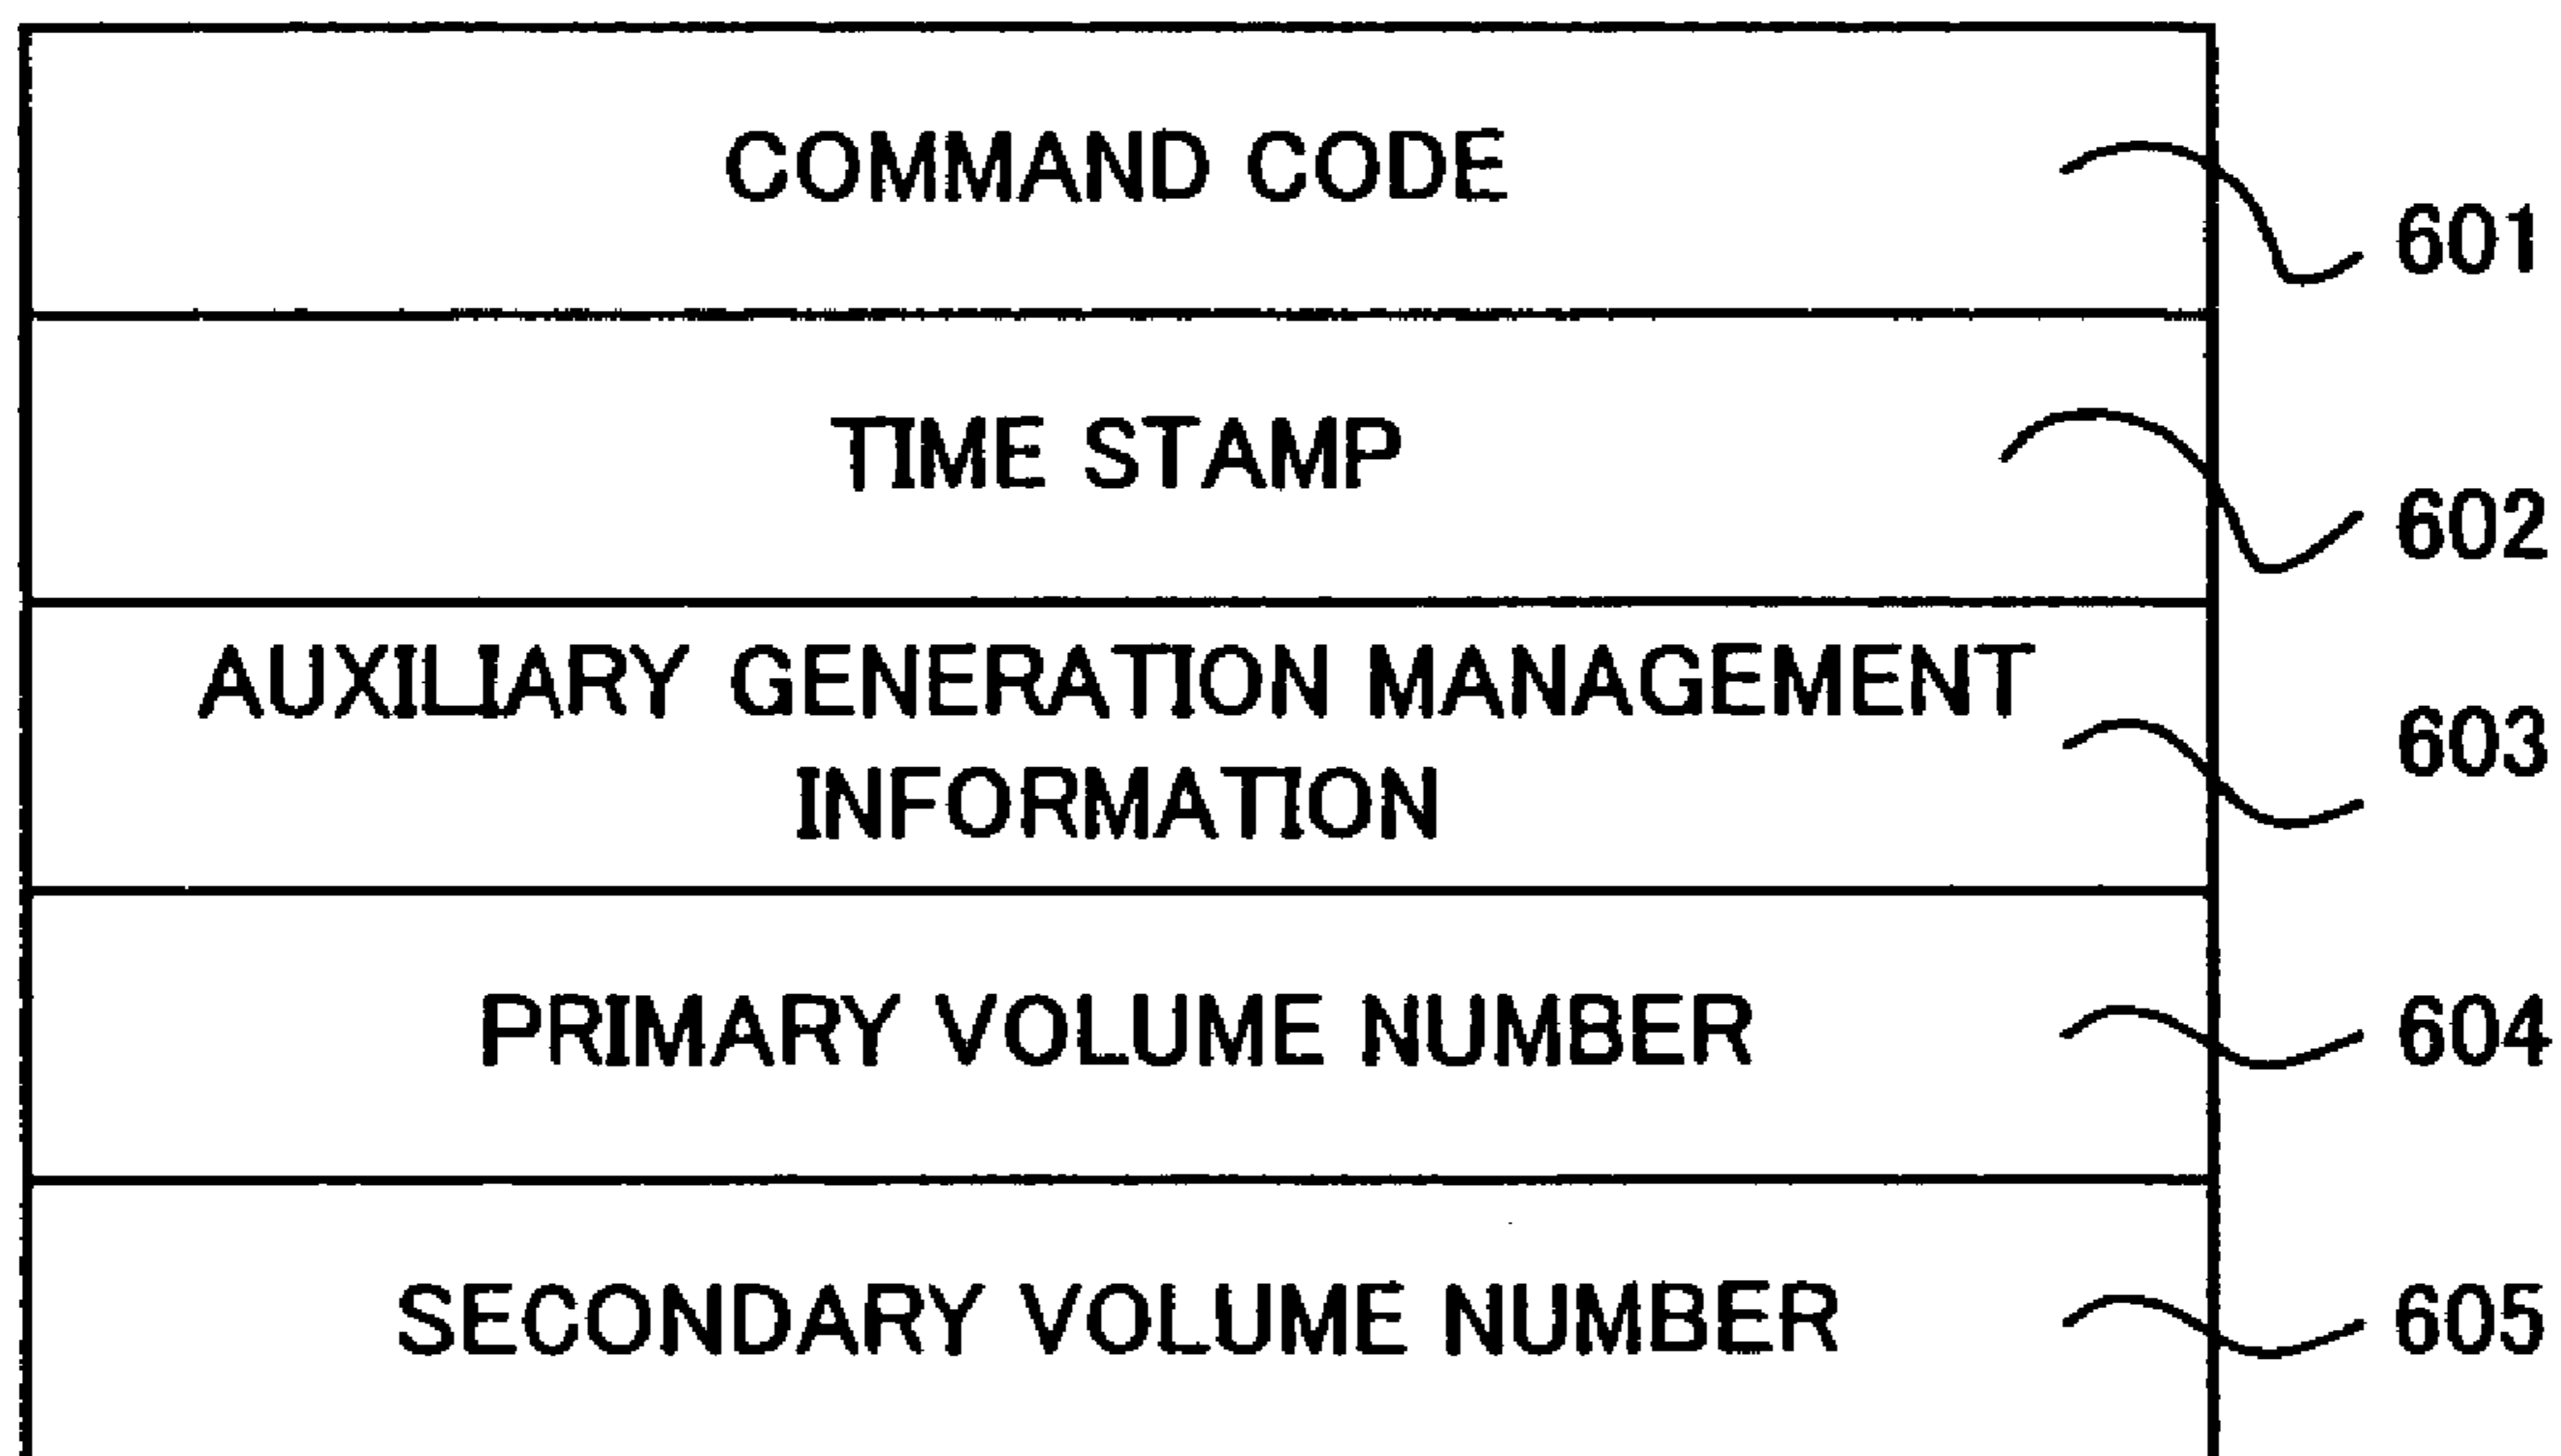 COMMAND CODE
601
TIME STAMP
602
AUXILIARY GENERATION MANAGEMENT
INFORMATION
603
PRIMARY VOLUME NUMBER
604
SECONDARY VOLUME NUMBER
605